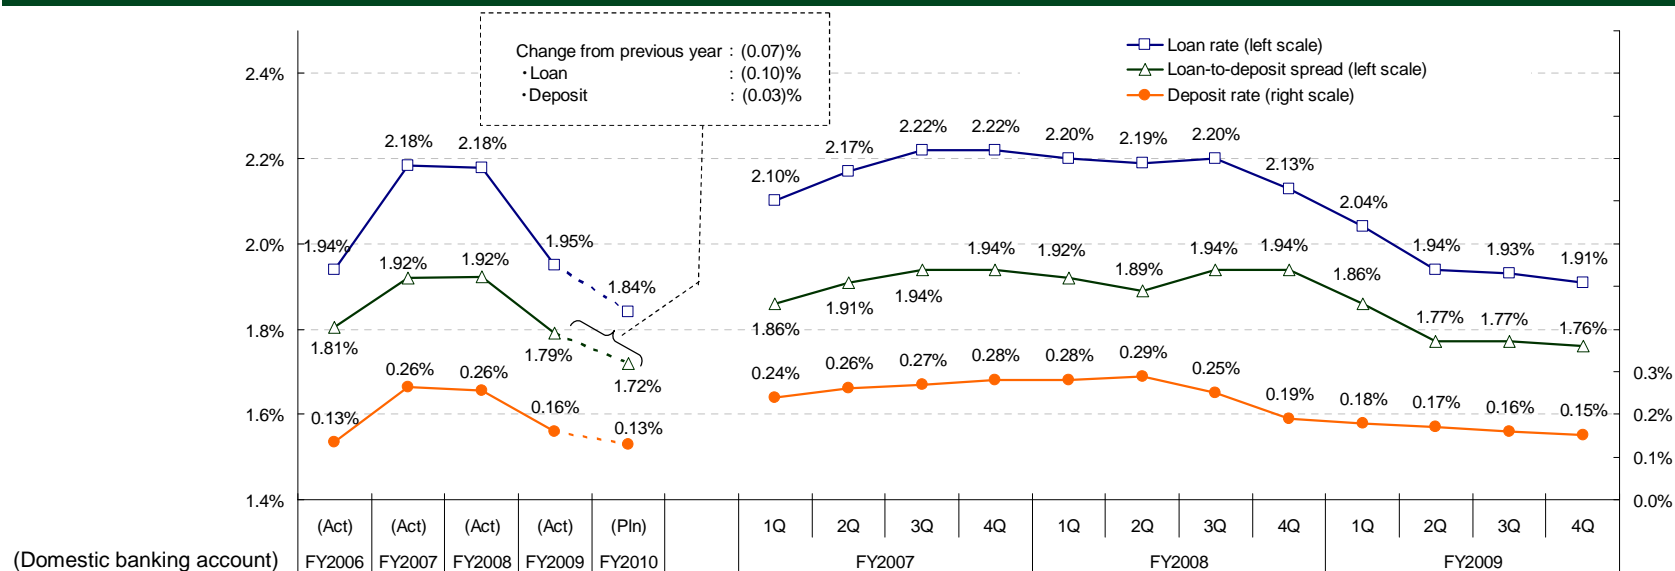 Change from previous year : (0.07)%
・Loan : (0.10)%
・Deposit : (0.03)%
Loan rate (left scale)
Loan-to-deposit spread (left scale)
Deposit rate (right scale)
2.4%
2.2%
2.0%
1.8%
1.6%
1.4%
0.3%
0.2%
0.1%
0.0%
1.94% 2.18% 2.18% 1.95% 1.84%
1.81% 1.92% 1.92% 1.79% 1.72%
0.13% 0.26% 0.26% 0.16% 0.13%
2.10% 2.17% 2.22% 2.22% 2.20% 2.19% 2.20% 2.13% 2.04% 1.94% 1.93% 1.91%
1.86% 1.91% 1.94% 1.94% 1.92% 1.89% 1.94% 1.94% 1.86% 1.77% 1.77% 1.76%
0.24% 0.26% 0.27% 0.28% 0.28% 0.29% 0.25% 0.19% 0.18% 0.17% 0.16% 0.15%
(Act) (Act) (Act) (Act) (Pln) 1Q 2Q 3Q 4Q 1Q 2Q 3Q 4Q 1Q 2Q 3Q 4Q
(Domestic banking account) FY2006 FY2007 FY2008 FY2009 FY2010 FY2007 FY2008 FY2009